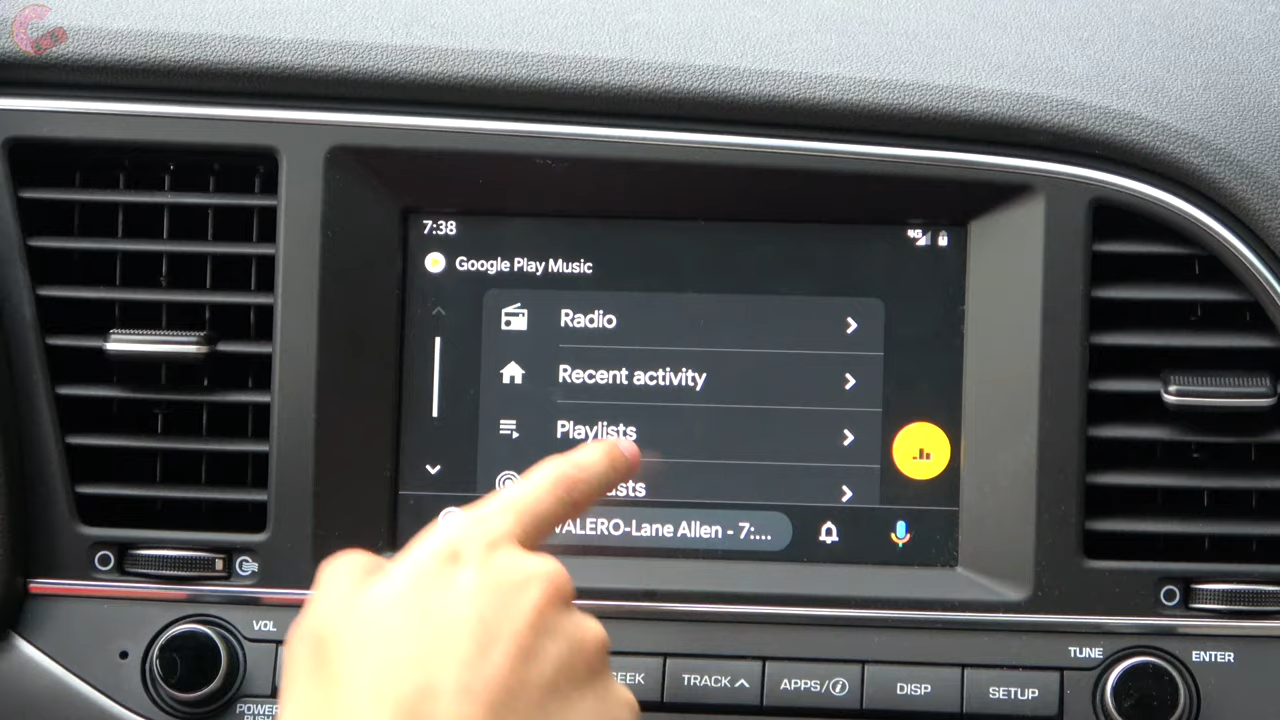 7:38
4G
Google Play Music
Radio
Recent activity
Playlists
VALERO-Lane Allen - 7:...
VOL
TUNE
ENTER
POWER
PUSH
SEEK
TRACK
APPS/i
DISP
SETUP